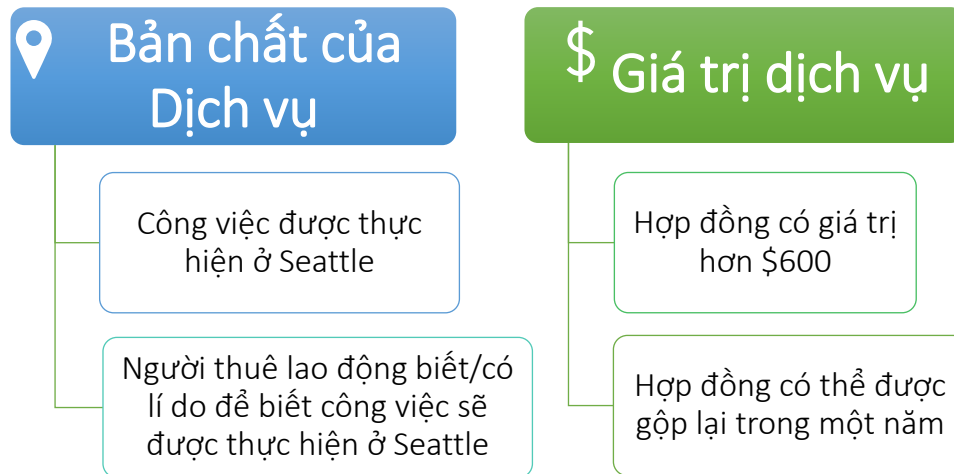 Bản chất của
Dịch vụ
Công việc được thực
hiện ở Seattle
Người thuê lao động biết/có
lí do để biết công việc sẽ
được thực hiện ở Seattle
$ Giá trị dịch vụ
Hợp đồng có giá trị
hơn $600
Hợp đồng có thể được
gộp lại trong một năm